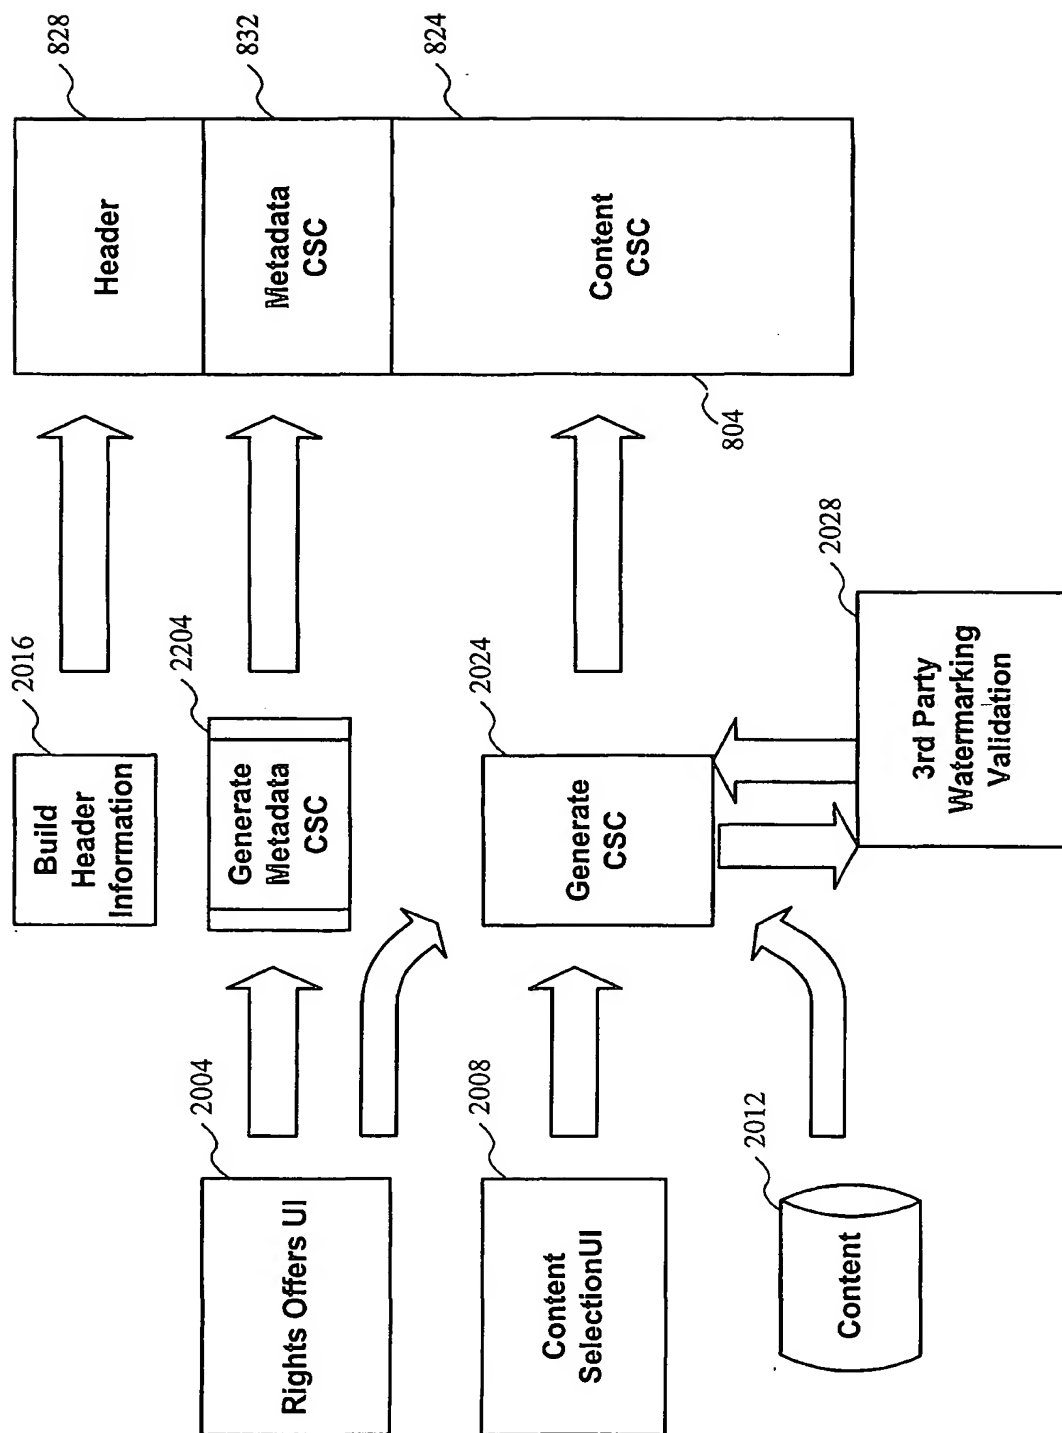 Rights Offers UI
2004
Content
SelectionUI
2008
Content
2012
Build
Header
Information
2016
Generate
Metadata
CSC
2204
Generate
CSC
2024
3rd Party
Watermarking
Validation
2028
Header
828
Metadata
CSC
832
Content
CSC
824
804